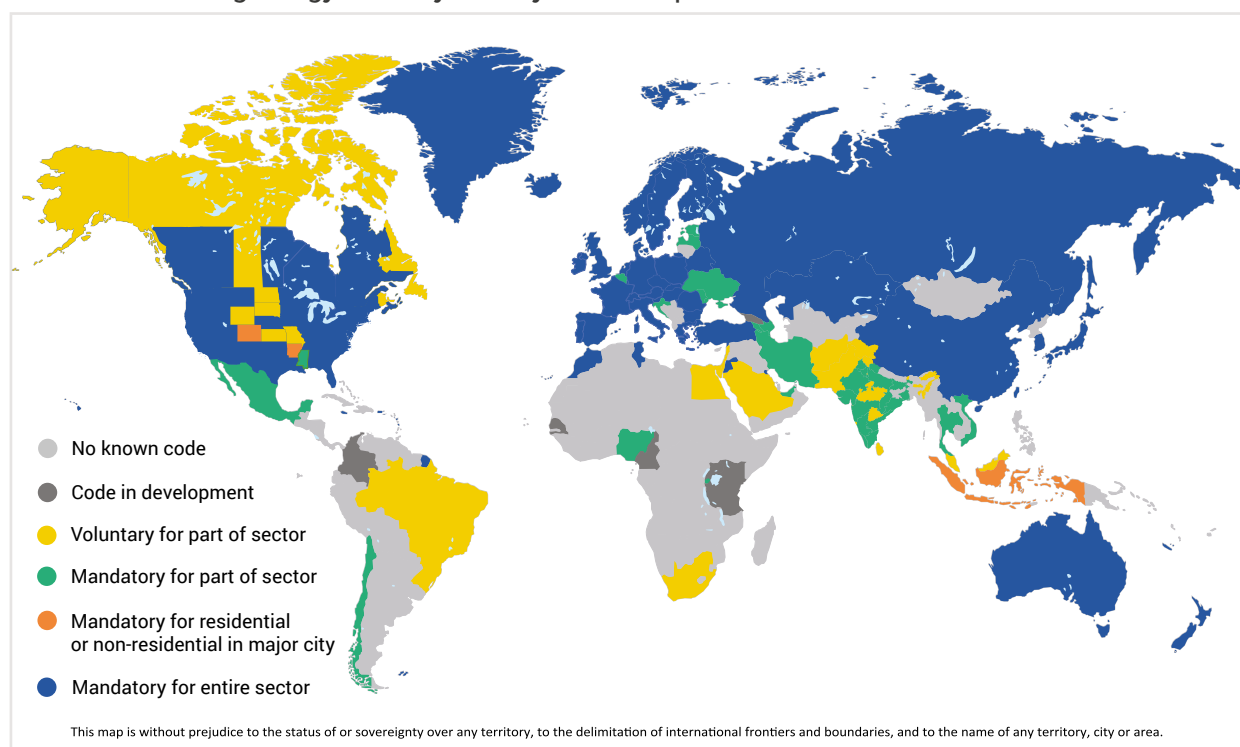 No known code
Code in development
Voluntary for part of sector
Mandatory for part of sector
Mandatory for residential
or non-residential in major city
Mandatory for entire sector
This map is without prejudice to the status of or sovereignty over any territory, to the delimitation of international frontiers and boundaries, and to the name of any territory, city or area.